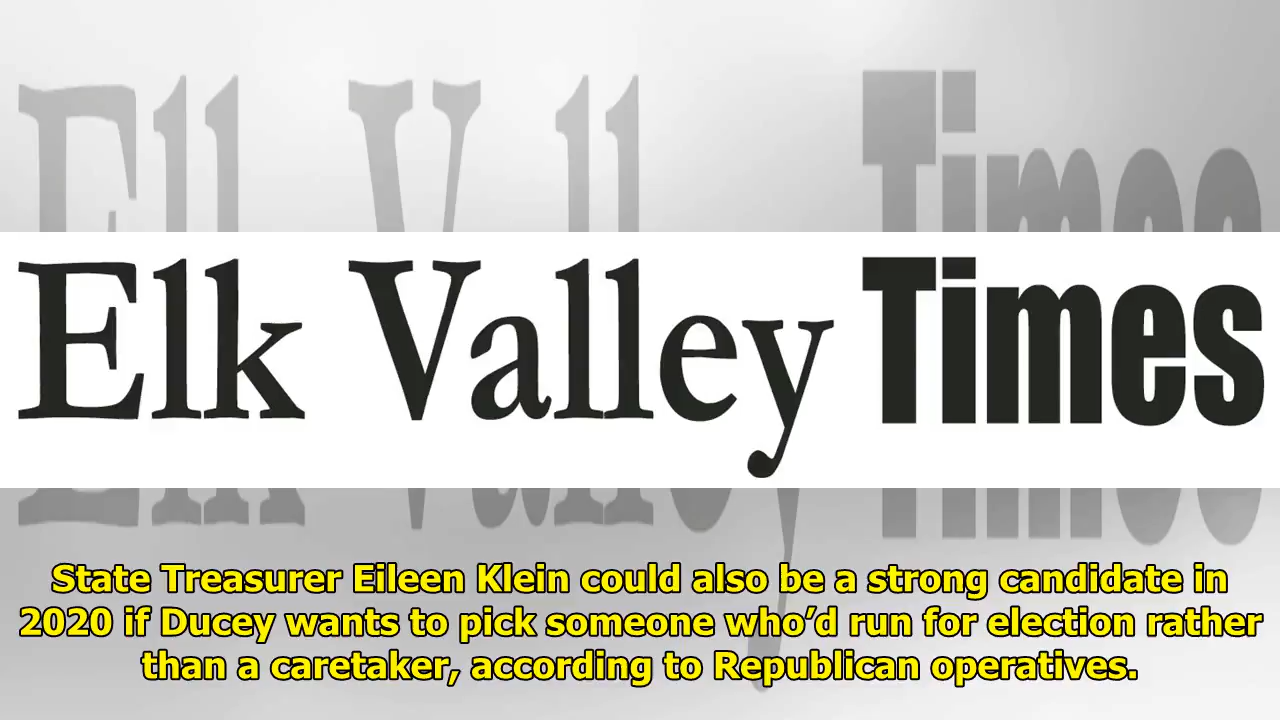 Elk Valley Times
State Treasurer Eileen Klein could also be a strong candidate in
2020 if Ducey wants to pick someone who’d run for election rather
than a caretaker, according to Republican operatives.